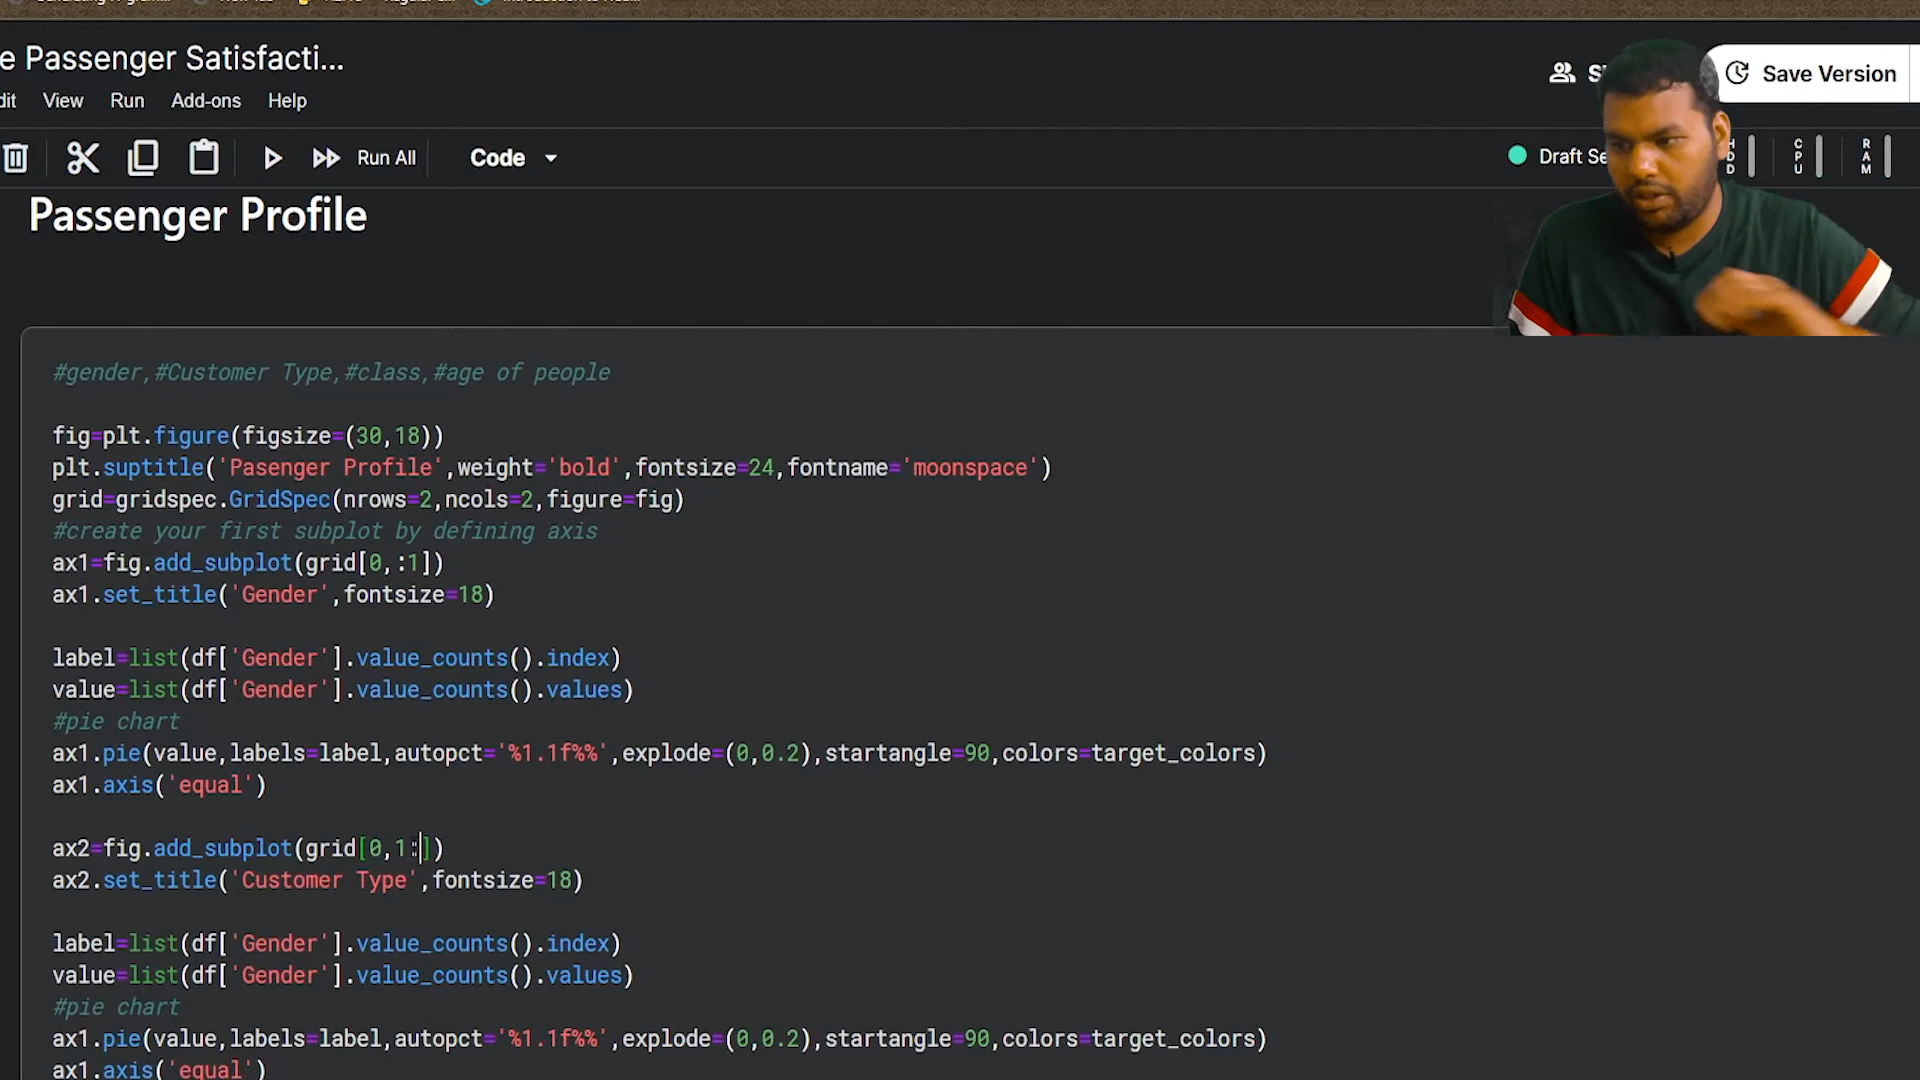 e Passenger Satisfacti...
Save Version
dit View Run Add-ons Help
Run All Code
Draft Se
HDD
CPU
RAM
Passenger Profile
#gender,#Customer Type,#class,#age of people
fig=plt.figure(figsize=(30,18))
plt.suptitle('Pasenger Profile',weight='bold',fontsize=24,fontname='moonspace')
grid=gridspec.GridSpec(nrows=2,ncols=2,figure=fig)
#create your first subplot by defining axis
ax1=fig.add_subplot(grid[0,:1])
ax1.set_title('Gender',fontsize=18)
label=list(df['Gender'].value_counts().index)
value=list(df['Gender'].value_counts().values)
#pie chart
ax1.pie(value,labels=label,autopct='%1.1f%%',explode=(0,0.2),startangle=90,colors=target_colors)
ax1.axis('equal')
ax2=fig.add_subplot(grid[0,1:])
ax2.set_title('Customer Type',fontsize=18)
label=list(df['Gender'].value_counts().index)
value=list(df['Gender'].value_counts().values)
#pie chart
ax1.pie(value,labels=label,autopct='%1.1f%%',explode=(0,0.2),startangle=90,colors=target_colors)
ax1.axis('equal')